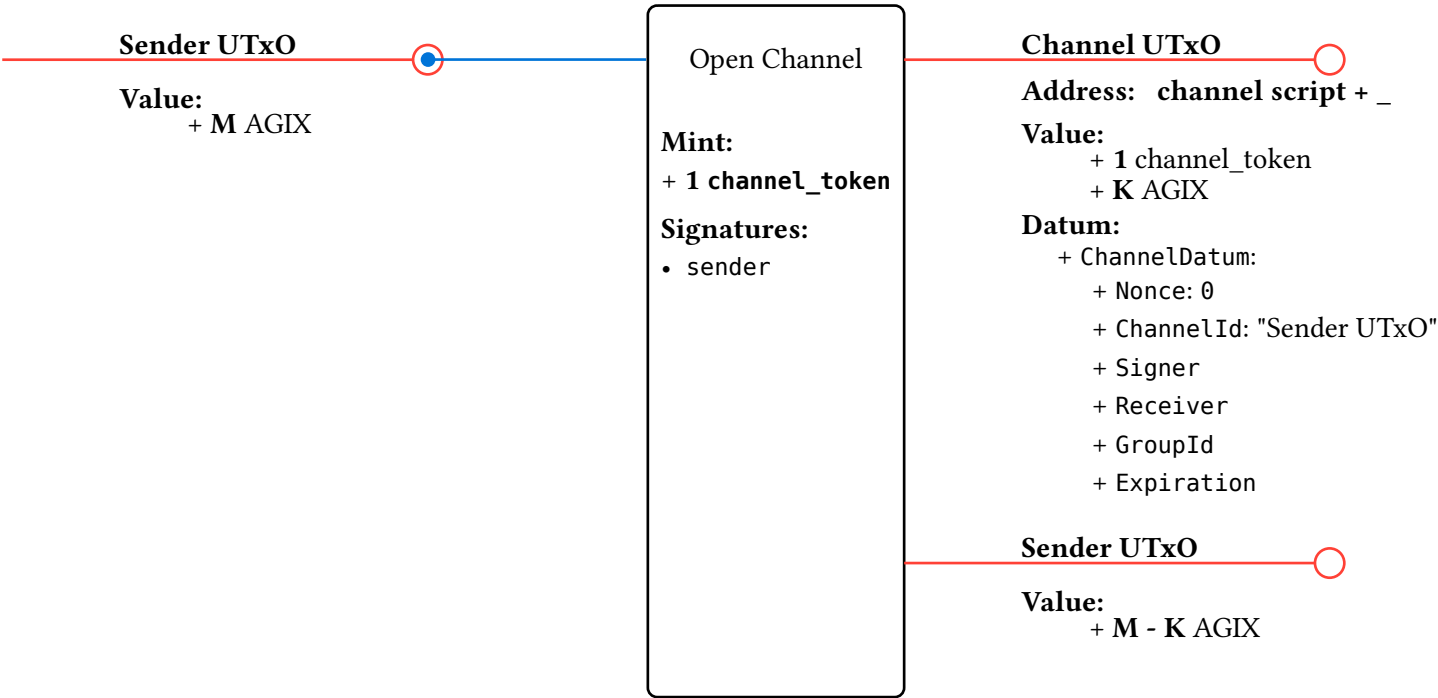 Sender UTxO
Value:
+ M AGIX
Open Channel
Mint:
+ 1 channel_token
Signatures:
• sender
Channel UTxO
Address: channel script + _
Value:
+ 1 channel_token
+ K AGIX
Datum:
+ ChannelDatum:
+ Nonce: 0
+ ChannelId: "Sender UTxO"
+ Signer
+ Receiver
+ GroupId
+ Expiration
Sender UTxO
Value:
+ M - K AGIX